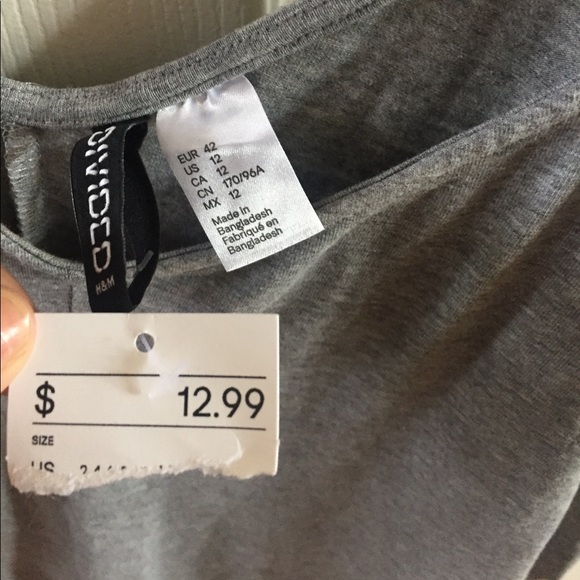 DIVIDED
H&M
EUR 42
US 12
CA 12
CN 170/96A
MX 12
Made in
Bangladesh
Fabriqué en
Bangladesh
$ 12.99
SIZE
US